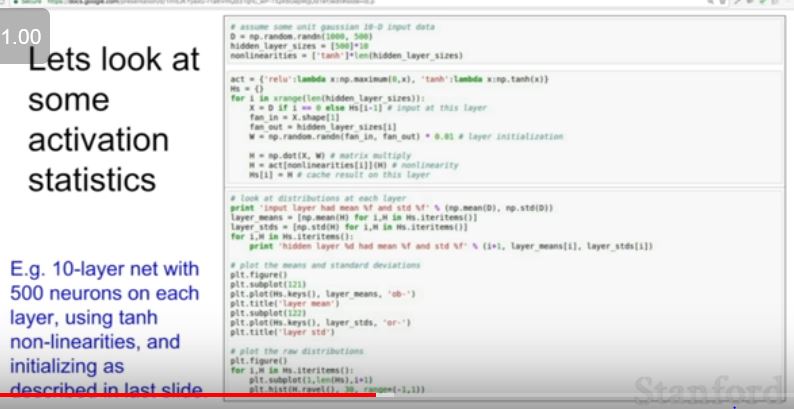 Secure
1.00
Lets look at
some
activation
statistics
E.g. 10-layer net with
500 neurons on each
layer, using tanh
non-linearities, and
initializing as
described in last slide.
# assume some unit gaussian 10-D input data
D = np.random.randn(1000, 500)
hidden_layer_sizes = [500]*10
nonlinearities = ['tanh']*len(hidden_layer_sizes)
act = {'relu':lambda x:np.maximum(0,x), 'tanh':lambda x:np.tanh(x)}
Hs = {}
for i in xrange(len(hidden_layer_sizes)):
X = D if i == 0 else Hs[i-1] # input at this layer
fan_in = X.shape[1]
fan_out = hidden_layer_sizes[i]
W = np.random.randn(fan_in, fan_out) * 0.01 # layer initialization
H = np.dot(X, W) # matrix multiply
H = act[nonlinearities[i]](H) # nonlinearity
Hs[i] = H # cache result on this layer
# look at distributions at each layer
print 'input layer had mean %f and std %f' % (np.mean(D), np.std(D))
layer_means = [np.mean(H) for i,H in Hs.iteritems()]
layer_stds = [np.std(H) for i,H in Hs.iteritems()]
for i,H in Hs.iteritems():
print 'hidden layer %d had mean %f and std %f' % (i+1, layer_means[i], layer_stds[i])
# plot the means and standard deviations
plt.figure()
plt.subplot(121)
plt.plot(Hs.keys(), layer_means, 'ob-')
plt.title('layer mean')
plt.subplot(122)
plt.plot(Hs.keys(), layer_stds, 'or-')
plt.title('layer std')
# plot the raw distributions
plt.figure()
for i,H in Hs.iteritems():
plt.subplot(1,len(Hs),i+1)
plt.hist(H.ravel(), 30, range=(-1,1))
Stanford